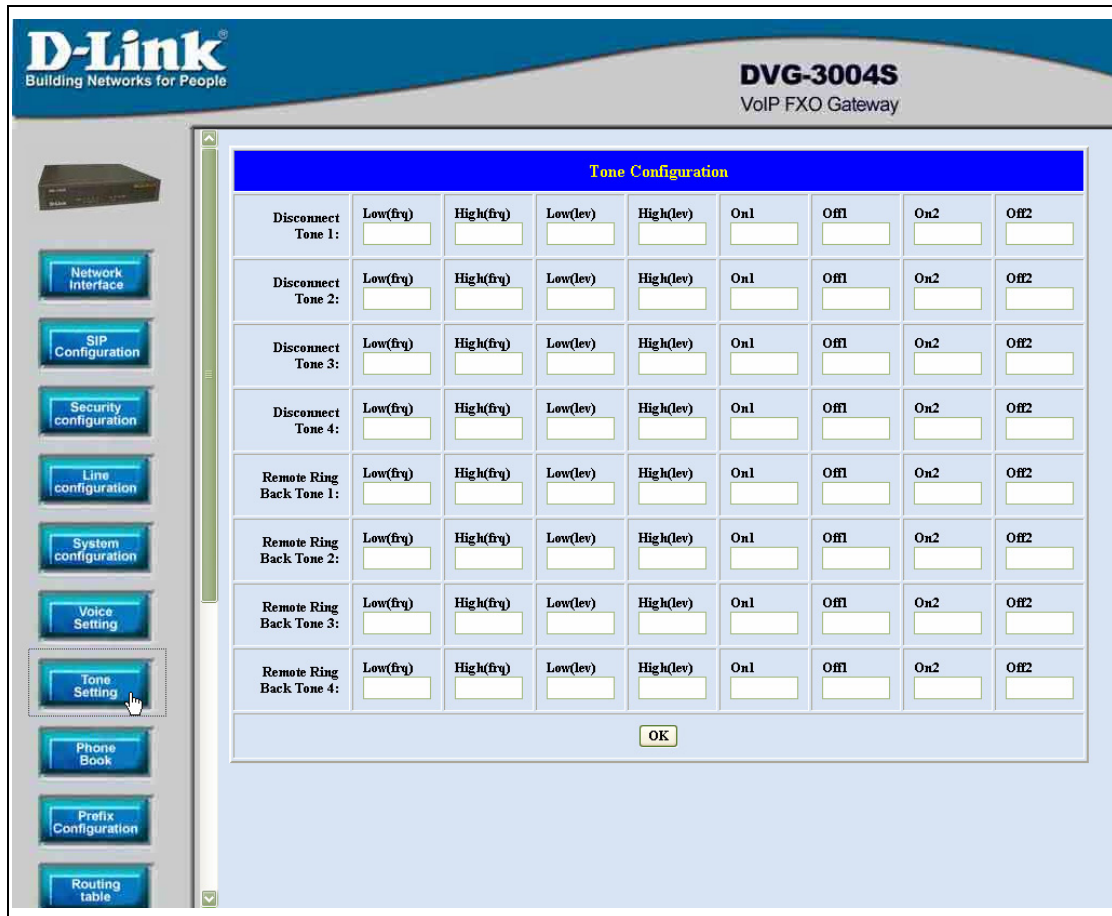 D-Link®
Building Networks for People
DVG-3004S
VoIP FXO Gateway
Network
Interface
SIP
Configuration
Security
configuration
Line
configuration
System
configuration
Voice
Setting
Tone
Setting
Phone
Book
Prefix
Configuration
Routing
table
Tone Configuration
Disconnect
Tone 1:
Low(frq) High(frq) Low(lev) High(lev) On1 Off1 On2 Off2
Disconnect
Tone 2:
Low(frq) High(frq) Low(lev) High(lev) On1 Off1 On2 Off2
Disconnect
Tone 3:
Low(frq) High(frq) Low(lev) High(lev) On1 Off1 On2 Off2
Disconnect
Tone 4:
Low(frq) High(frq) Low(lev) High(lev) On1 Off1 On2 Off2
Remote Ring
Back Tone 1:
Low(frq) High(frq) Low(lev) High(lev) On1 Off1 On2 Off2
Remote Ring
Back Tone 2:
Low(frq) High(frq) Low(lev) High(lev) On1 Off1 On2 Off2
Remote Ring
Back Tone 3:
Low(frq) High(frq) Low(lev) High(lev) On1 Off1 On2 Off2
Remote Ring
Back Tone 4:
Low(frq) High(frq) Low(lev) High(lev) On1 Off1 On2 Off2
OK